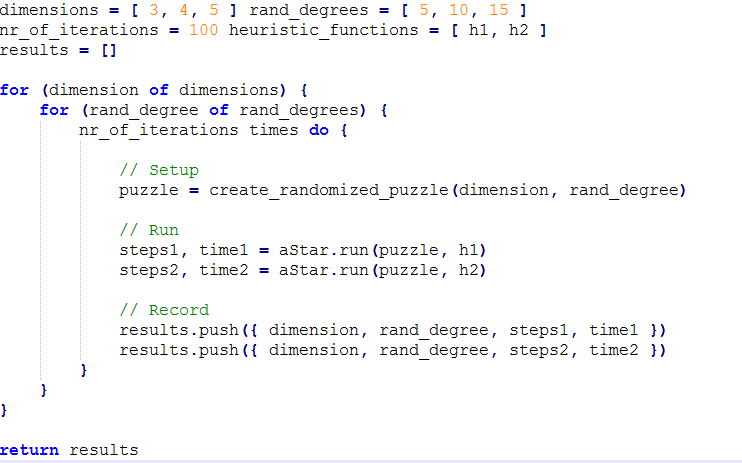 dimensions = [ 3, 4, 5 ] rand_degrees = [ 5, 10, 15 ]
nr_of_iterations = 100 heuristic_functions = [ h1, h2 ]
results = []
for (dimension of dimensions) {
for (rand_degree of rand_degrees) {
nr_of_iterations times do {
// Setup
puzzle = create_randomized_puzzle(dimension, rand_degree)
// Run
steps1, time1 = aStar.run(puzzle, h1)
steps2, time2 = aStar.run(puzzle, h2)
// Record
results.push({ dimension, rand_degree, steps1, time1 })
results.push({ dimension, rand_degree, steps2, time2 })
}
}
}
return results